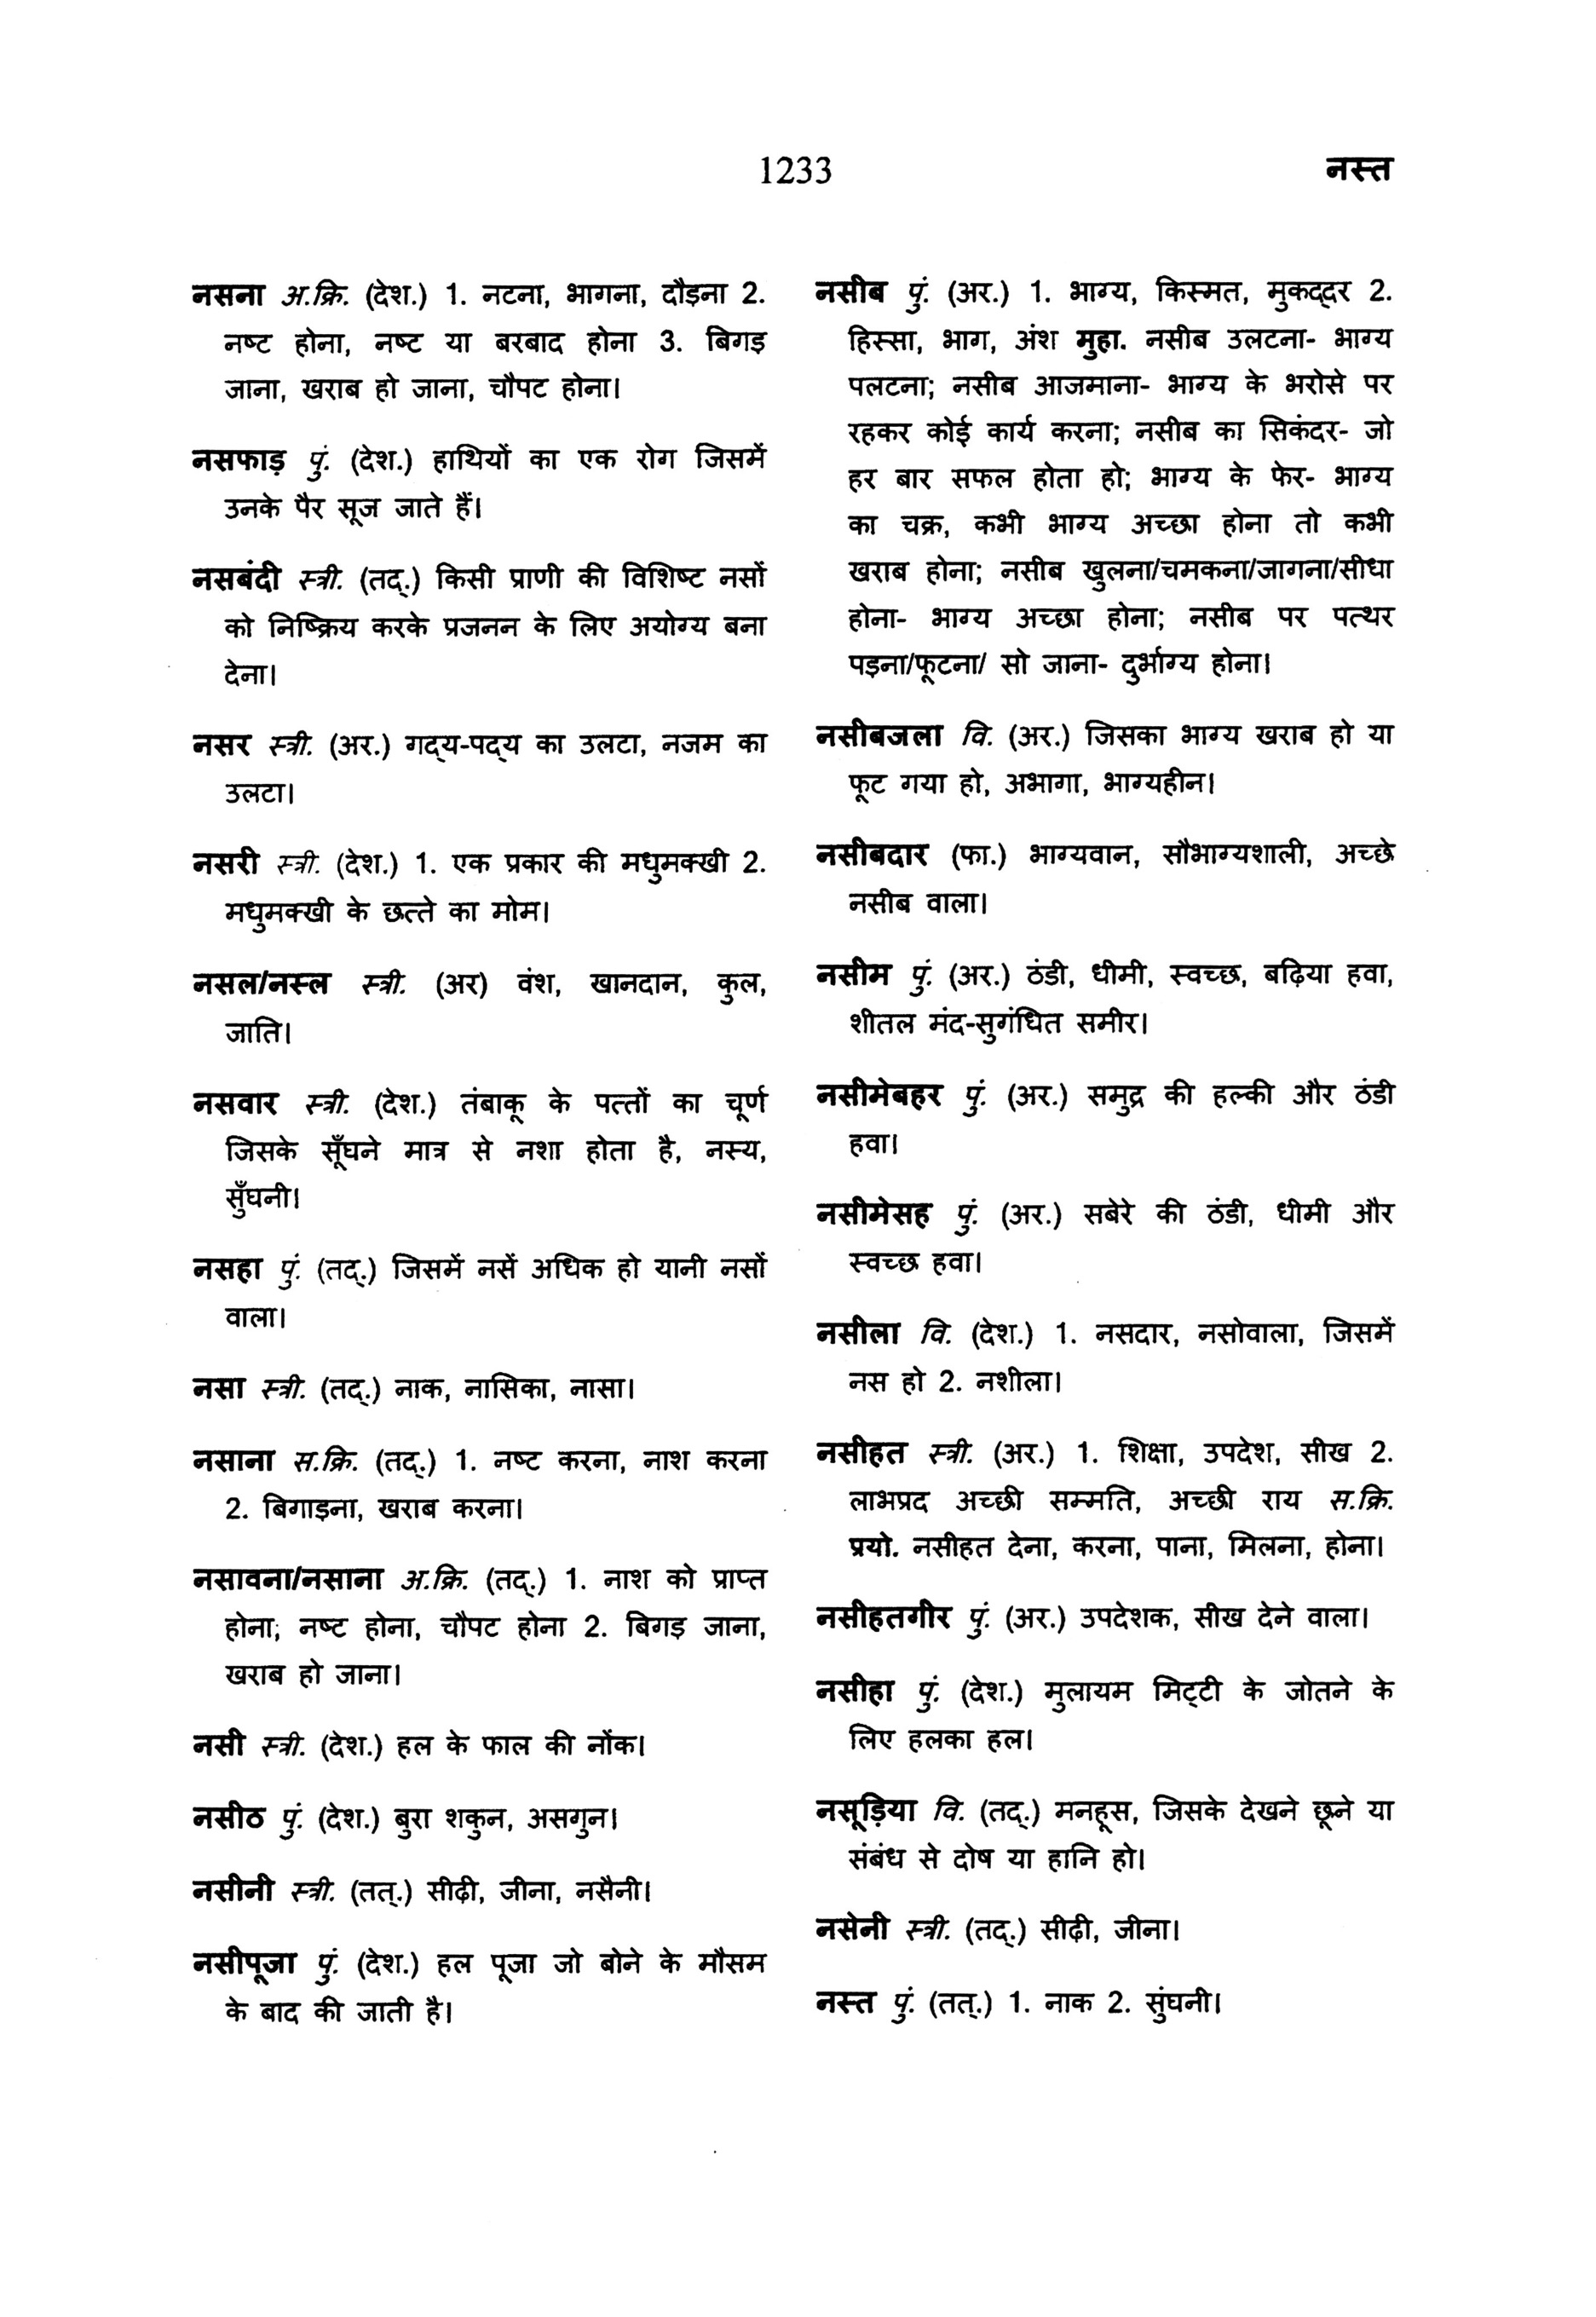 1233
नस्त
नसना अ.क्रि. (देश.) 1. नटना, भागना, दौड़ना 2.
नष्ट होना, नष्ट या बरबाद होना 3. बिगड़
जाना, खराब हो जाना, चौपट होना।
नसफाड़ पुं. (देश.) हाथियों का एक रोग जिसमें
उनके पैर सूज जाते हैं।
नसबंदी स्त्री. (तद्.) किसी प्राणी की विशिष्ट नसों
को निष्क्रिय करके प्रजनन के लिए अयोग्य बना
देना।
नसर स्त्री. (अर.) गद्‌य-पद्‌य का उलटा, नजम का
उलटा।
नसरी स्त्री. (देश.) 1. एक प्रकार की मधुमक्खी 2.
मधुमक्खी के छत्ते का मोम।
नसल/नस्ल स्त्री. (अर) वंश, खानदान, कुल,
जाति।
नसवार स्त्री. (देश.) तंबाकू के पत्तों का चूर्ण
जिसके सूँघने मात्र से नशा होता है, नस्य,
सुँघनी।
नसहा पुं. (तद्.) जिसमें नसें अधिक हो यानी नसों
वाला।
नसा स्त्री. (तद्.) नाक, नासिका, नासा।
नसाना स.क्रि. (तद्.) 1. नष्ट करना, नाश करना
2. बिगाड़ना, खराब करना।
नसावना/नसाना अ.क्रि. (तद्.) 1. नाश को प्राप्त
होना; नष्ट होना, चौपट होना 2. बिगड़ जाना,
खराब हो जाना।
नसी स्त्री. (देश.) हल के फाल की नोंक।
नसीठ पुं. (देश.) बुरा शकुन, असगुन।
नसीनी स्त्री. (तत्.) सीढ़ी, जीना, नसैनी।
नसीपूजा पुं. (देश.) हल पूजा जो बोने के मौसम
के बाद की जाती है।
नसीब पुं. (अर.) 1. भाग्य, किस्मत, मुकद्‌दर 2.
हिस्सा, भाग, अंश मुहा. नसीब उलटना- भाग्य
पलटना; नसीब आजमाना- भाग्य के भरोसे पर
रहकर कोई कार्य करना; नसीब का सिकंदर- जो
हर बार सफल होता हो; भाग्य के फेर- भाग्य
का चक्र, कभी भाग्य अच्छा होना तो कभी
खराब होना; नसीब खुलना/चमकना/जागना/सीधा
होना- भाग्य अच्छा होना; नसीब पर पत्थर
पड़ना/फूटना/ सो जाना- दुर्भाग्य होना।
नसीबजला वि. (अर.) जिसका भाग्य खराब हो या
फूट गया हो, अभागा, भाग्यहीन।
नसीबदार (फा.) भाग्यवान, सौभाग्यशाली, अच्छे
नसीब वाला।
नसीम पुं. (अर.) ठंडी, धीमी, स्वच्छ, बढ़िया हवा,
शीतल मंद-सुगंधित समीर।
नसीमेबहर पुं. (अर.) समुद्र की हल्की और ठंडी
हवा।
नसीमेसह पुं. (अर.) सबेरे की ठंडी, धीमी और
स्वच्छ हवा।
नसीला वि. (देश.) 1. नसदार, नसोवाला, जिसमें
नस हो 2. नशीला।
नसीहत स्त्री. (अर.) 1. शिक्षा, उपदेश, सीख 2.
लाभप्रद अच्छी सम्मति, अच्छी राय स.क्रि.
प्रयो. नसीहत देना, करना, पाना, मिलना, होना।
नसीहतगीर पुं. (अर.) उपदेशक, सीख देने वाला।
नसीहा पुं. (देश.) मुलायम मिट्‌टी के जोतने के
लिए हलका हल।
नसूड़िया वि. (तद्.) मनहूस, जिसके देखने छूने या
संबंध से दोष या हानि हो।
नसेनी स्त्री. (तद्.) सीढ़ी, जीना।
नस्त पुं. (तत्.) 1. नाक 2. सुंघनी।